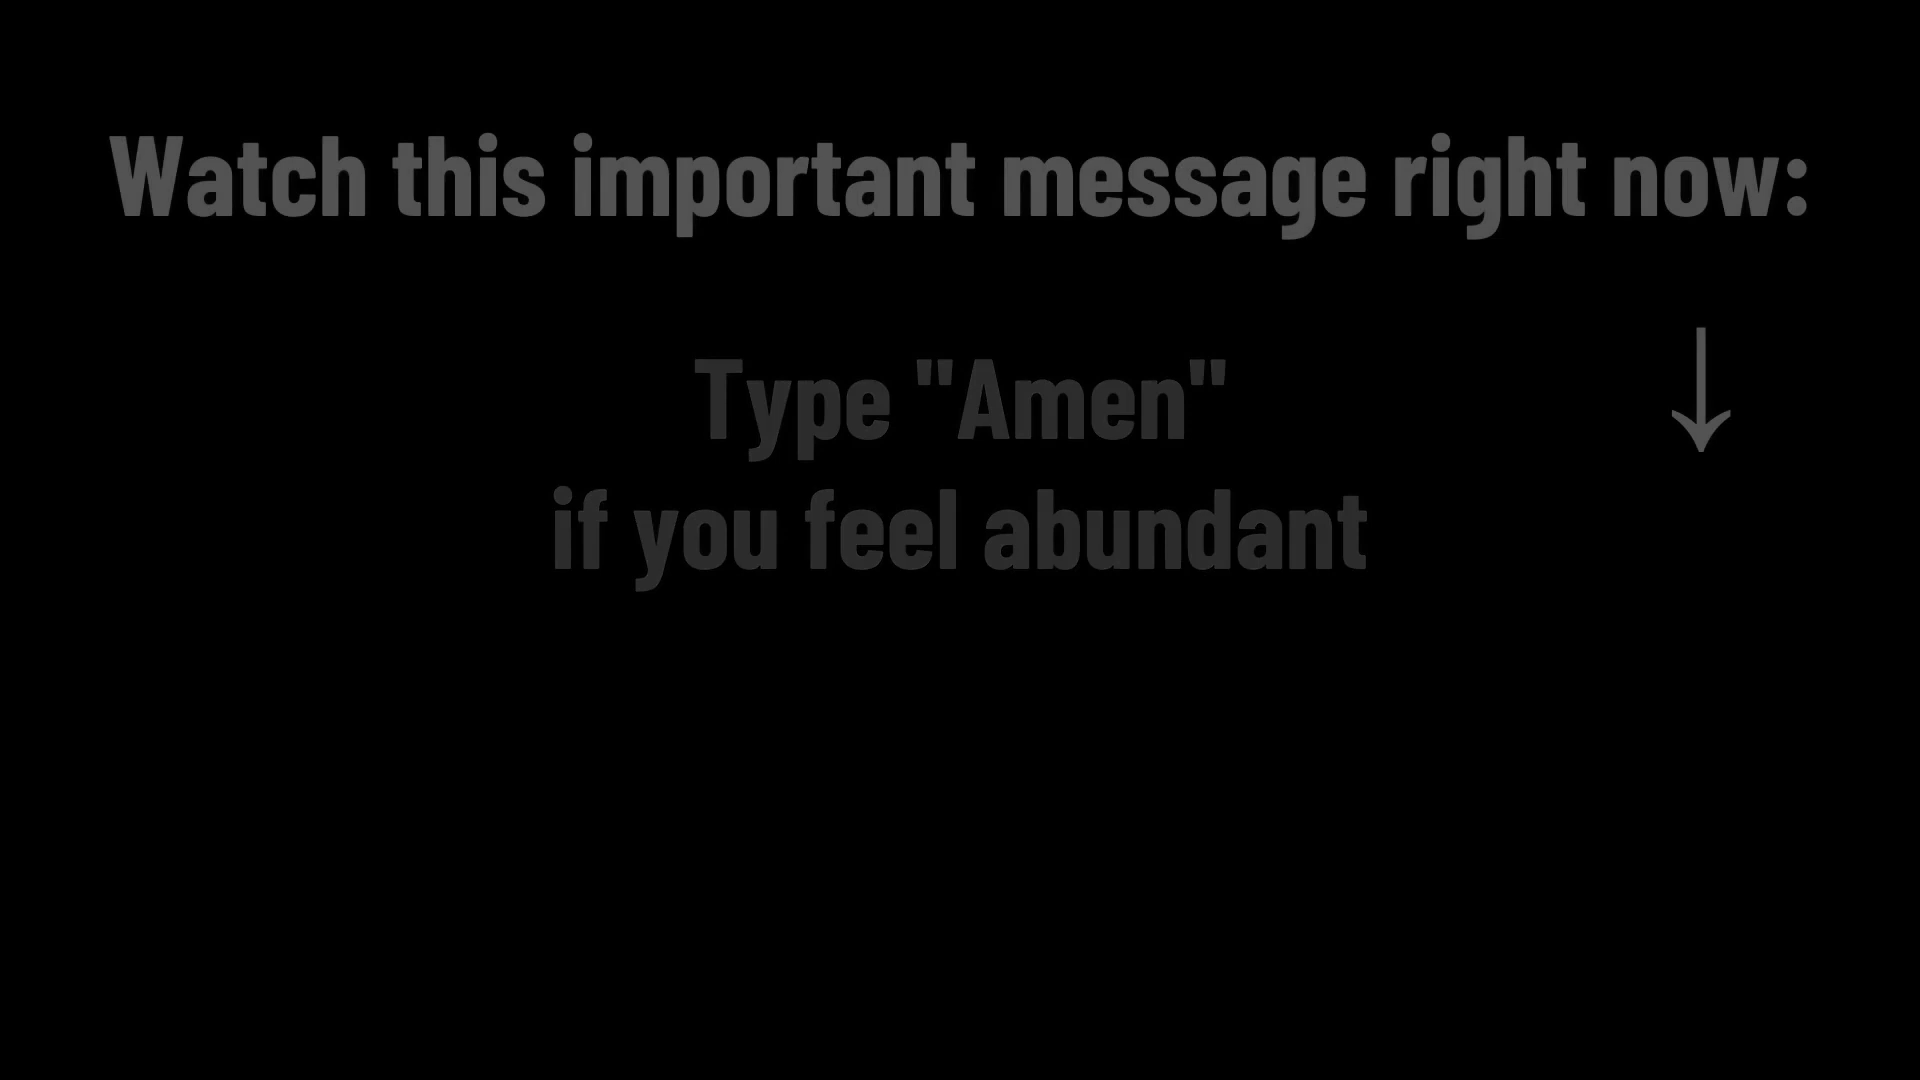 Watch this important message right now:
↓
Type "Amen"
if you feel abundant